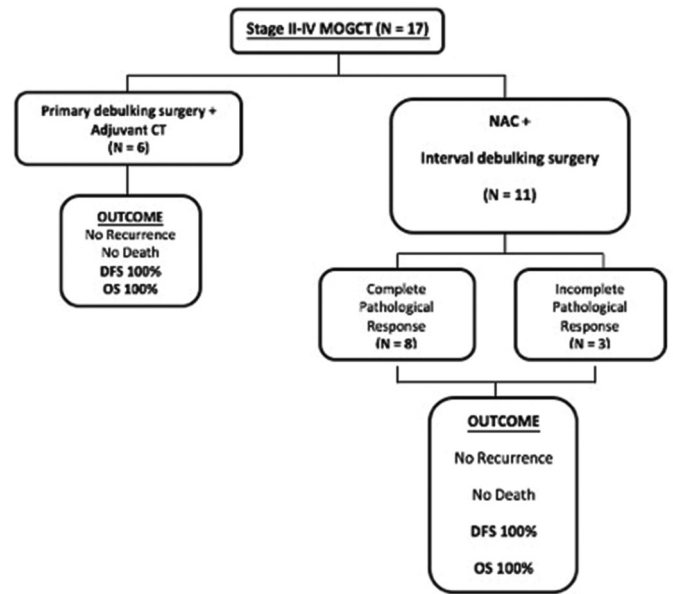 Stage II-IV MOGCT (N = 17)
Primary debulking surgery +
Adjuvant CT
(N = 6)
OUTCOME
No Recurrence
No Death
DFS 100%
OS 100%
NAC +
Interval debulking surgery
(N = 11)
Complete
Pathological
Response
(N = 8)
Incomplete
Pathological
Response
(N = 3)
OUTCOME
No Recurrence
No Death
DFS 100%
OS 100%